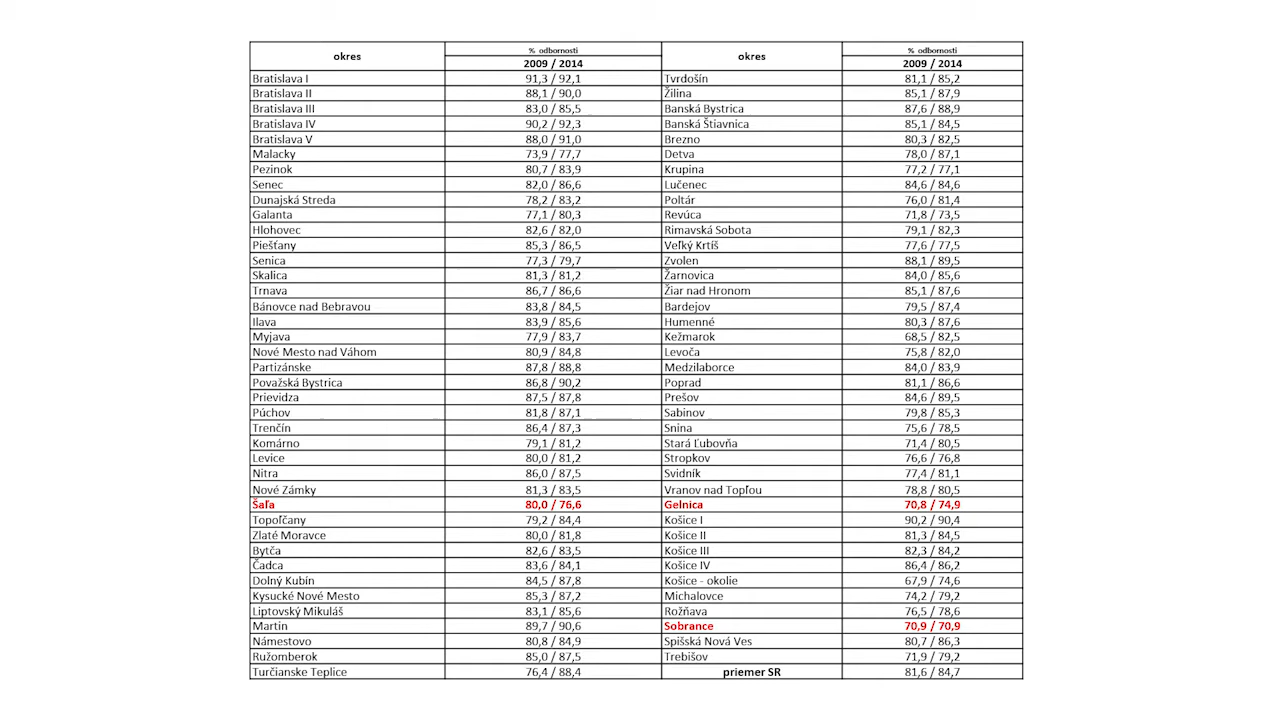 okres % odbornosti okres % odbornosti
2009 / 2014 2009 / 2014
Bratislava I 91,3 / 92,1 Tvrdošín 81,1 / 85,2
Bratislava II 88,1 / 90,0 Žilina 85,1 / 87,9
Bratislava III 83,0 / 85,5 Banská Bystrica 87,6 / 88,9
Bratislava IV 90,2 / 92,3 Banská Štiavnica 85,1 / 84,5
Bratislava V 88,0 / 91,0 Brezno 80,3 / 82,5
Malacky 73,9 / 77,7 Detva 78,0 / 87,1
Pezinok 80,7 / 83,9 Krupina 77,2 / 77,1
Senec 82,0 / 86,6 Lučenec 84,6 / 84,6
Dunajská Streda 78,2 / 83,2 Poltár 76,0 / 81,4
Galanta 77,1 / 80,3 Revúca 71,8 / 73,5
Hlohovec 82,6 / 82,0 Rimavská Sobota 79,1 / 82,3
Piešťany 85,3 / 86,5 Veľký Krtíš 77,6 / 77,5
Senica 77,3 / 79,7 Zvolen 88,1 / 89,5
Skalica 81,3 / 81,2 Žarnovica 84,0 / 85,6
Trnava 86,7 / 86,6 Žiar nad Hronom 85,1 / 87,6
Bánovce nad Bebravou 83,8 / 84,5 Bardejov 79,5 / 87,4
Ilava 83,9 / 85,6 Humenné 80,3 / 87,6
Myjava 77,9 / 83,7 Kežmarok 68,5 / 82,5
Nové Mesto nad Váhom 80,9 / 84,8 Levoča 75,8 / 82,0
Partizánske 87,8 / 88,8 Medzilaborce 84,0 / 83,9
Považská Bystrica 86,8 / 90,2 Poprad 81,1 / 86,6
Prievidza 87,5 / 87,8 Prešov 84,6 / 89,5
Púchov 81,8 / 87,1 Sabinov 79,8 / 85,3
Trenčín 86,4 / 87,3 Snina 75,6 / 78,5
Komárno 79,1 / 81,2 Stará Ľubovňa 71,4 / 80,5
Levice 80,0 / 81,2 Stropkov 76,6 / 76,8
Nitra 86,0 / 87,5 Svidník 77,4 / 81,1
Nové Zámky 81,3 / 83,5 Vranov nad Topľou 78,8 / 80,5
Šaľa 80,0 / 76,6 Gelnica 70,8 / 74,9
Topoľčany 79,2 / 84,4 Košice I 90,2 / 90,4
Zlaté Moravce 80,0 / 81,8 Košice II 81,3 / 84,5
Bytča 82,6 / 83,5 Košice III 82,3 / 84,2
Čadca 83,6 / 84,1 Košice IV 86,4 / 86,2
Dolný Kubín 84,5 / 87,8 Košice - okolie 67,9 / 74,6
Kysucké Nové Mesto 85,3 / 87,2 Michalovce 74,2 / 79,2
Liptovský Mikuláš 83,1 / 85,6 Rožňava 76,5 / 78,6
Martin 89,7 / 90,6 Sobrance 70,9 / 70,9
Námestovo 80,8 / 84,9 Spišská Nová Ves 80,7 / 86,3
Ružomberok 85,0 / 87,5 Trebišov 71,9 / 79,2
Turčianske Teplice 76,4 / 88,4 priemer SR 81,6 / 84,7